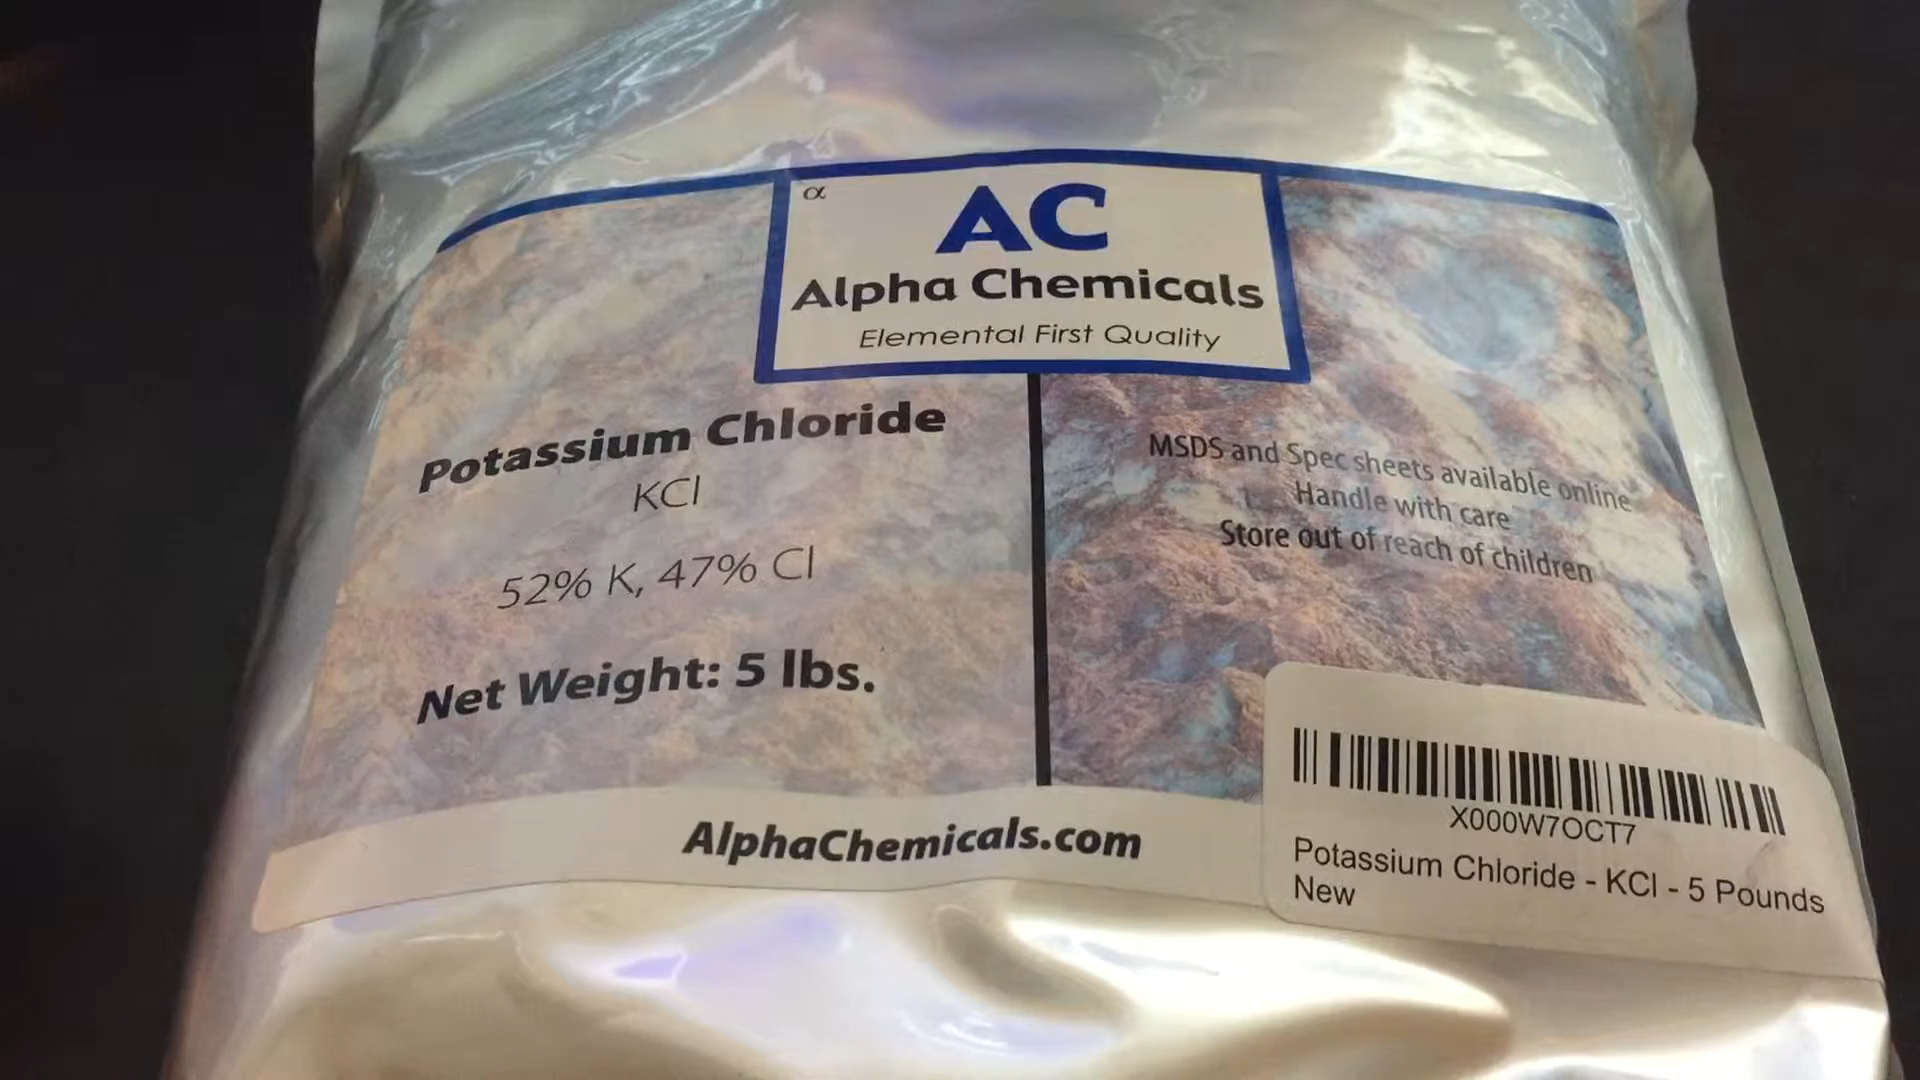 α
AC
Alpha Chemicals
Elemental First Quality
Potassium Chloride
KCl
52% K, 47% Cl
Net Weight: 5 lbs.
MSDS and Spec sheets available online
Handle with care
Store out of reach of children
AlphaChemicals.com
X000W7OCT7
Potassium Chloride - KCl - 5 Pounds
New